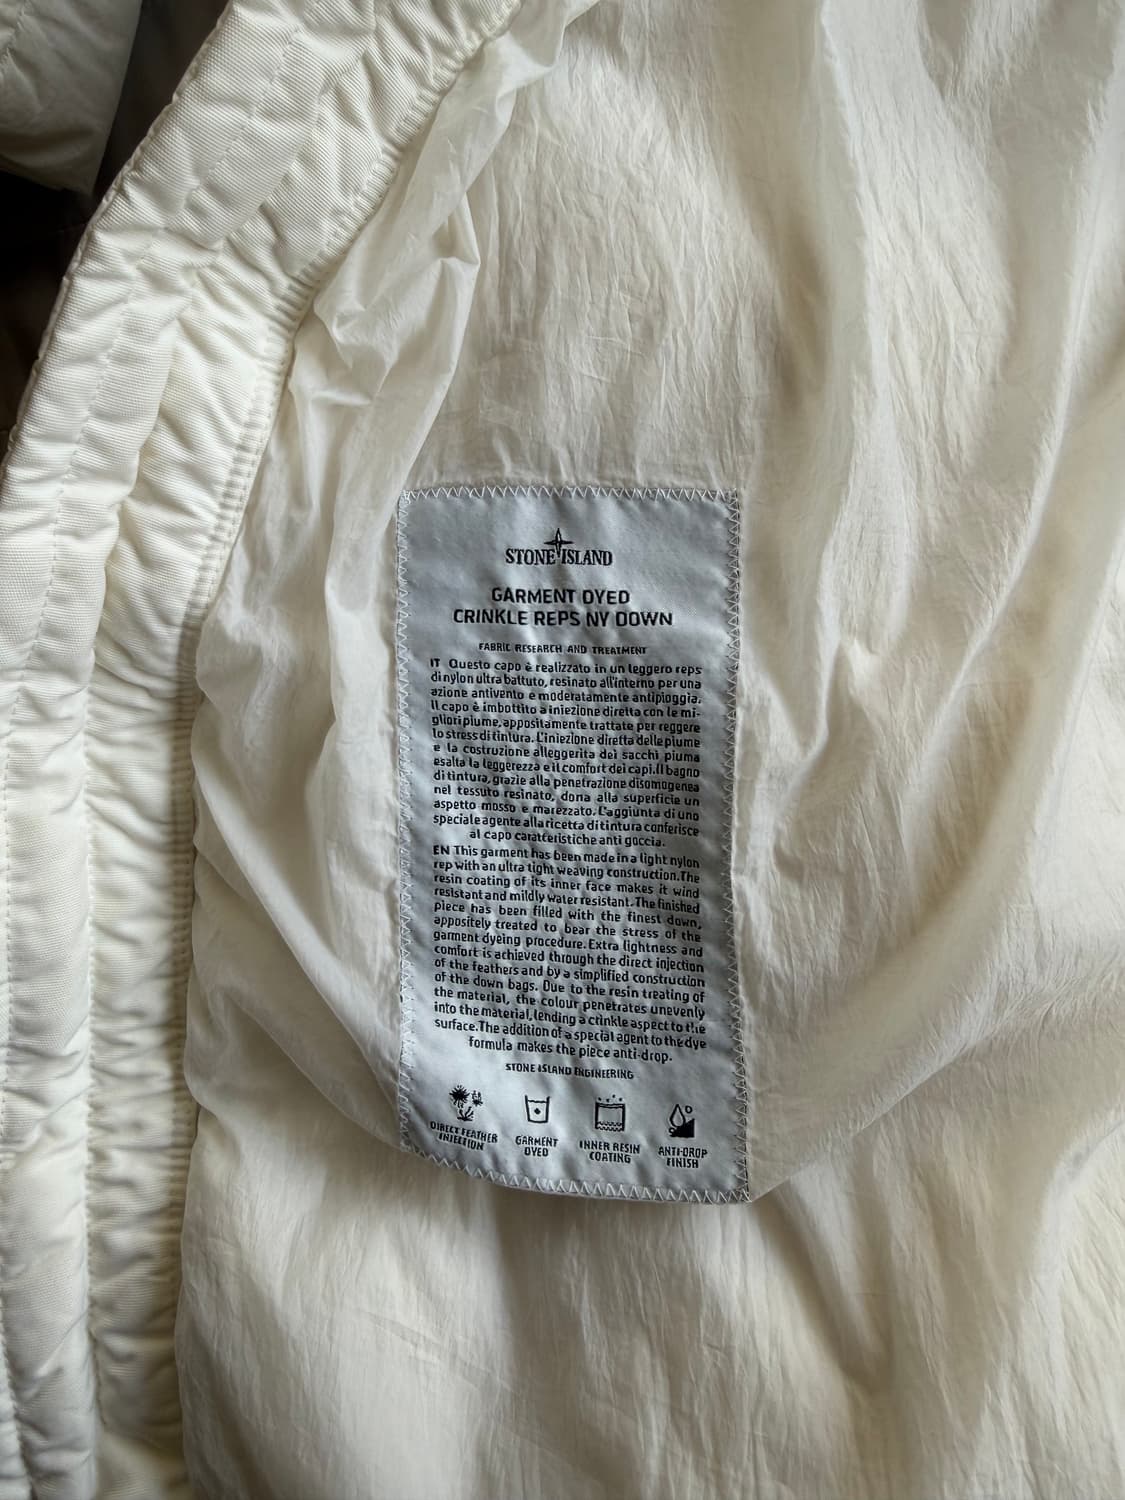 STONE ISLAND
GARMENT DYED
CRINKLE REPS NY DOWN
FABRIC RESEARCH AND TREATMENT
IT Questo capo è realizzato in un leggero reps
di nylon ultra battuto, resinato all'interno per una
azione antivento e moderatamente antipioggia.
Il capo è imbottito a iniezione diretta con le mi-
gliori piume, appositamente trattate per reggere
lo stress di tintura. L'iniezione diretta delle piume
e la costruzione alleggerita dei sacchi piuma
esalta la leggerezza e il comfort dei capi. Il bagno
di tintura, grazie alla penetrazione disomogenea
nel tessuto resinato, dona alla superficie un
aspetto mosso e marezzato. L'aggiunta di uno
speciale agente alla ricetta di tintura conferisce
al capo caratteristiche anti goccia.
EN This garment has been made in a light nylon
rep with an ultra tight weaving construction. The
resin coating of its inner face makes it wind
resistant and mildly water resistant. The finished
piece has been filled with the finest down,
appositely treated to bear the stress of the
garment dyeing procedure. Extra lightness and
comfort is achieved through the direct injection
of the feathers and by a simplified construction
of the down bags. Due to the resin treating of
the material, the colour penetrates unevenly
into the material, lending a crinkle aspect to the
surface. The addition of a special agent to the dye
formula makes the piece anti-drop.
STONE ISLAND ENGINEERING
DIRECT FEATHER
INJECTION
GARMENT
DYED
INNER RESIN
COATING
ANTI-DROP
FINISH